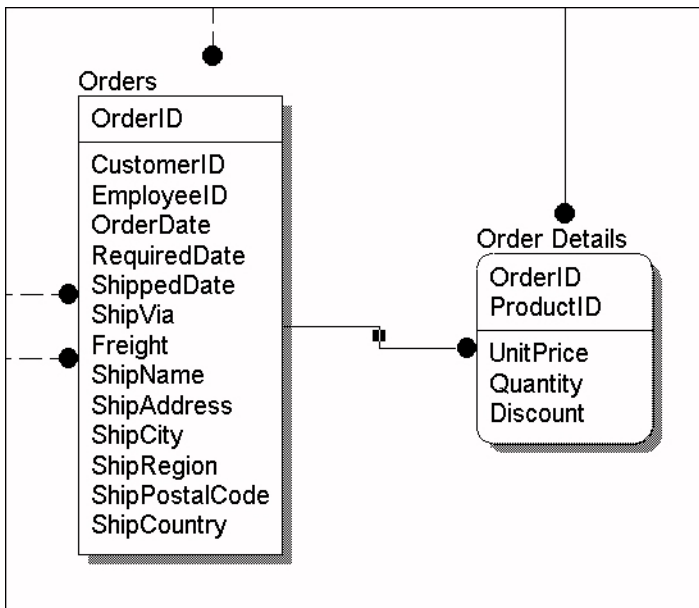 Orders
OrderID
CustomerID
EmployeeID
OrderDate
RequiredDate
ShippedDate
ShipVia
Freight
ShipName
ShipAddress
ShipCity
ShipRegion
ShipPostalCode
ShipCountry
Order Details
OrderID
ProductID
UnitPrice
Quantity
Discount